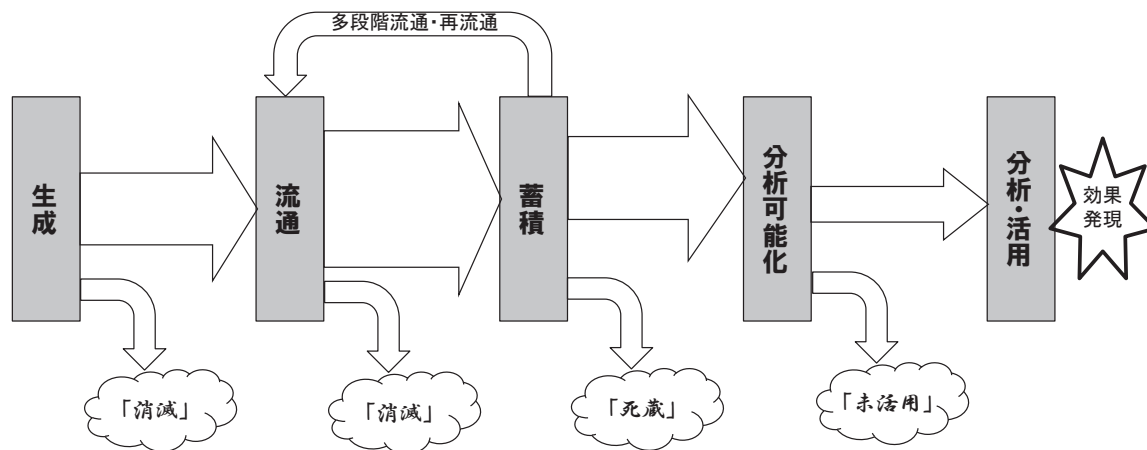 多段階流通・再流通
生成
流通
蓄積
分析可能化
分析・活用
効果
発現
「消滅」
「消滅」
「死蔵」
「未活用」